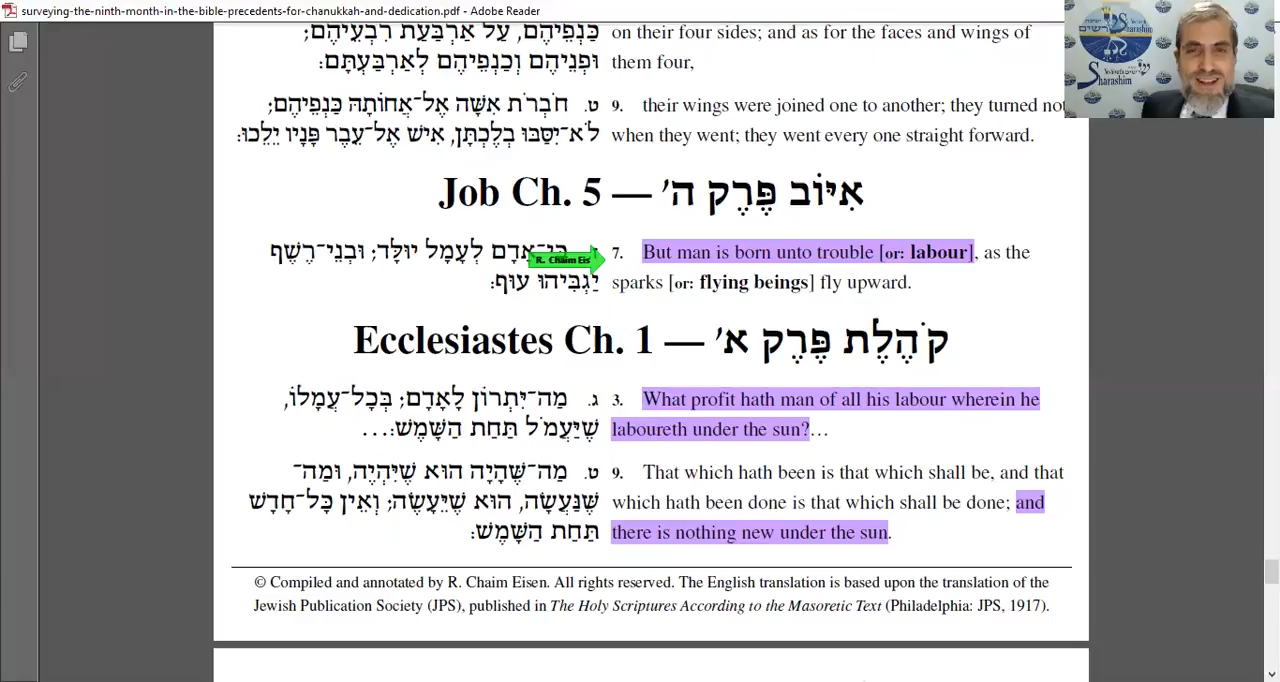 surveying-the-ninth-month-in-the-bible-precedents-for-chanukkah-and-dedication.pdf - Adobe Reader
כַּנְפֵיהֶם, עַל אַרְבַּעַת רִבְעֵיהֶם; on their four sides; and as for the faces and wings of
וּפְנֵיהֶם וְכַנְפֵיהֶם לְאַרְבַּעְתָּם: them four,
ט. חֹבְרֹת אִשָּׁה אֶל־אֲחוֹתָהּ כַּנְפֵיהֶם; 9. their wings were joined one to another; they turned not
לֹא־יִסַּבּוּ בְלֶכְתָּן, אִישׁ אֶל־עֵבֶר פָּנָיו יֵלֵכוּ: when they went; they went every one straight forward.
Job Ch. 5 — אִיּוֹב פֶּרֶק ה׳
אָדָם לְעָמָל יוּלָּד; וּבְנֵי־רֶשֶׁף 7. But man is born unto trouble [or: labour], as the
R. Chaim Eis
יַגְבִּיהוּ עוּף: sparks [or: flying beings] fly upward.
Ecclesiastes Ch. 1 — קֹהֶלֶת פֶּרֶק א׳
ג. מַה־יִּתְרוֹן לָאָדָם; בְּכָל־עֲמָלוֹ, 3. What profit hath man of all his labour wherein he
שֶׁיַּעֲמֹל תַּחַת הַשָּׁמֶשׁ:… laboureth under the sun?…
ט. מַה־שֶּׁהָיָה הוּא שֶׁיִּהְיֶה, וּמַה־ 9. That which hath been is that which shall be, and that
שֶּׁנַּעֲשָׂה, הוּא שֶׁיֵּעָשֶׂה; וְאֵין כָּל־חָדָשׁ which hath been done is that which shall be done; and
תַּחַת הַשָּׁמֶשׁ: there is nothing new under the sun.
© Compiled and annotated by R. Chaim Eisen. All rights reserved. The English translation is based upon the translation of the
Jewish Publication Society (JPS), published in The Holy Scriptures According to the Masoretic Text (Philadelphia: JPS, 1917).
Sharashim